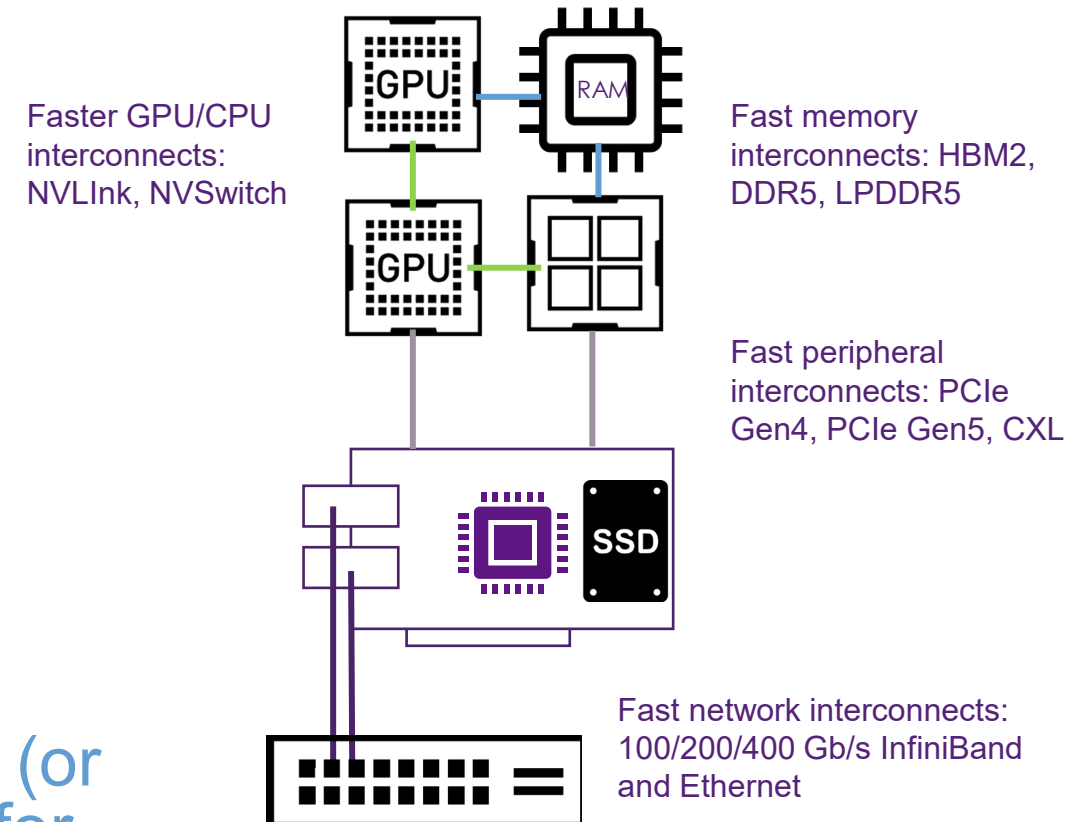 GPU
RAM
Faster GPU/CPU
interconnects:
NVLInk, NVSwitch
Fast memory
interconnects: HBM2,
DDR5, LPDDR5
GPU
Fast peripheral
interconnects: PCIe
Gen4, PCIe Gen5, CXL
SSD
Fast network interconnects:
100/200/400 Gb/s InfiniBand
and Ethernet
(or